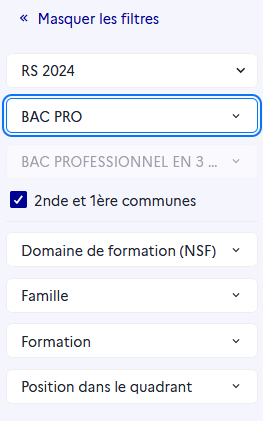 « Masquer les filtres
RS 2024
BAC PRO
BAC PROFESSIONNEL EN 3 ...
2nde et 1ère communes
Domaine de formation (NSF)
Famille
Formation
Position dans le quadrant